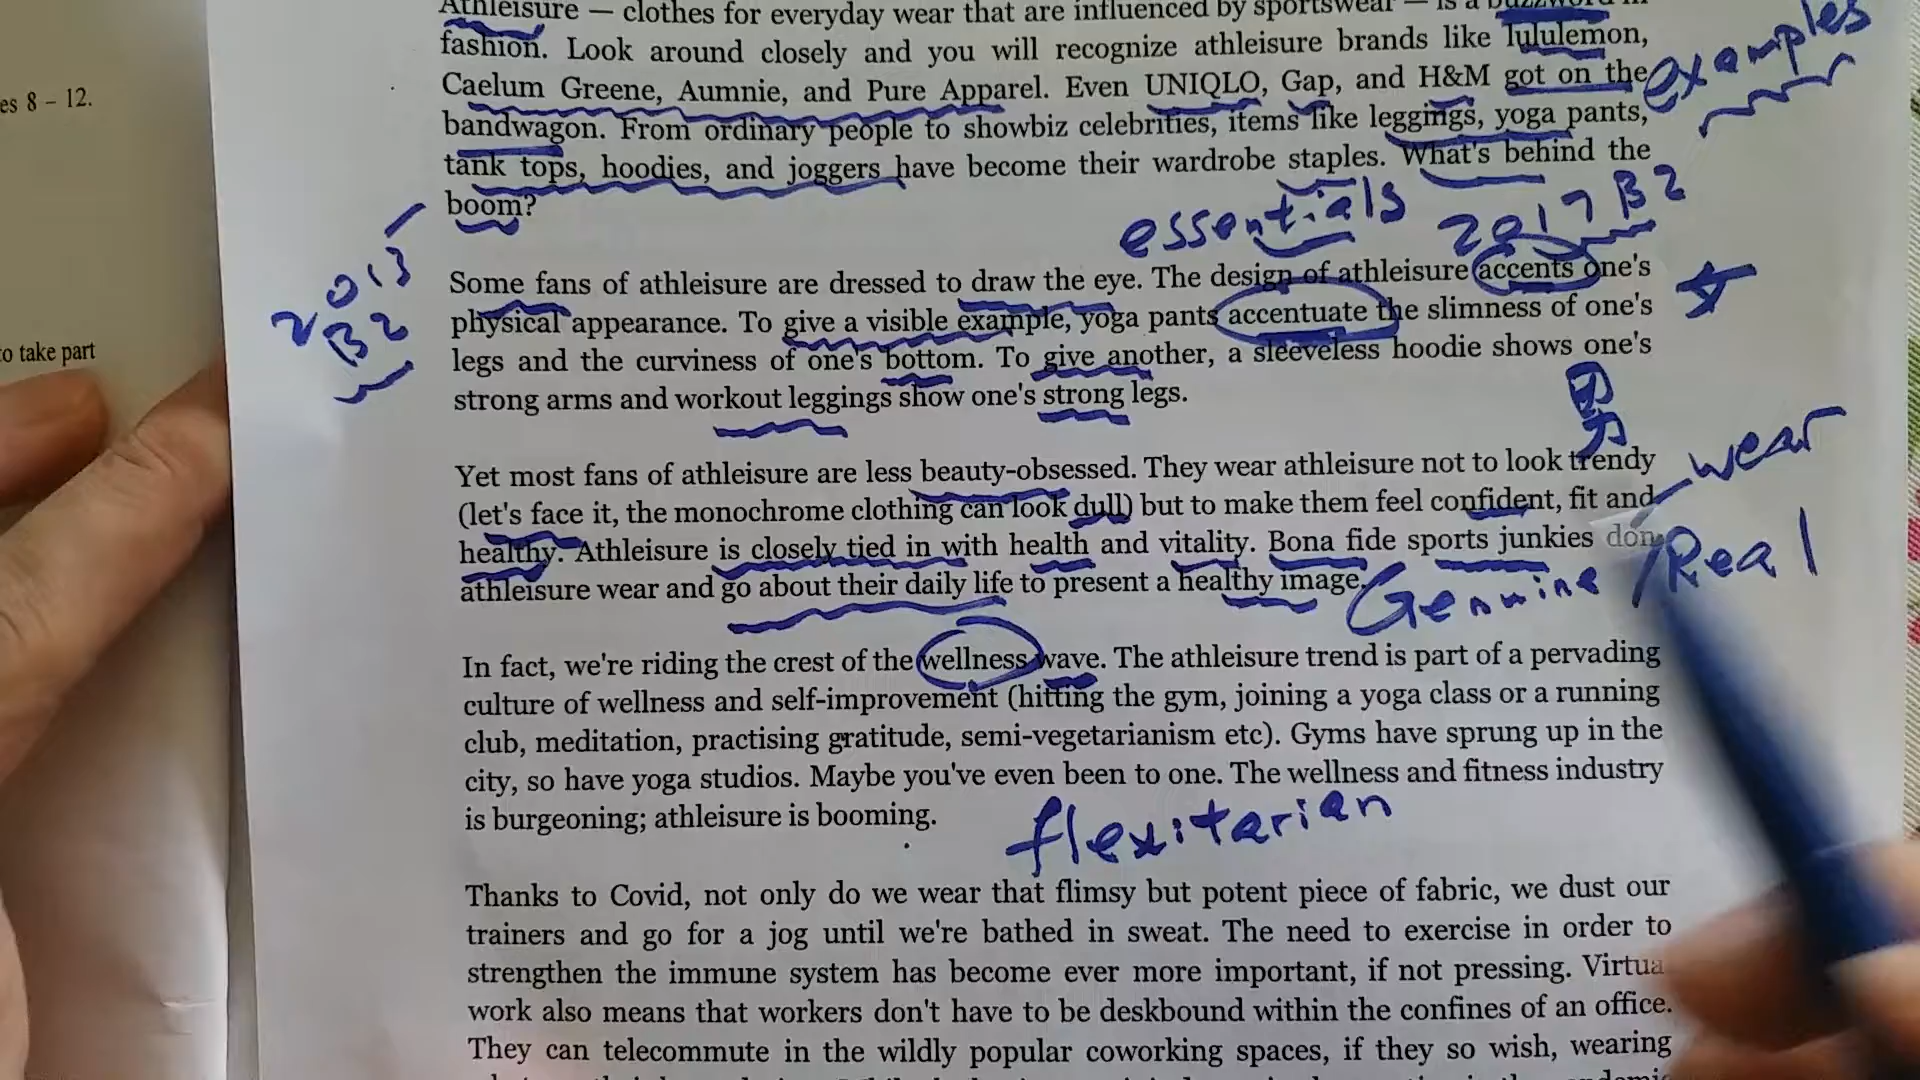 es 8 – 12.
o take part
Athleisure — clothes for everyday wear that are influenced by sportswear — is a buzzword in
fashion. Look around closely and you will recognize athleisure brands like lululemon,
Caelum Greene, Aumnie, and Pure Apparel. Even UNIQLO, Gap, and H&M got on the
examples
bandwagon. From ordinary people to showbiz celebrities, items like leggings, yoga pants,
tank tops, hoodies, and joggers have become their wardrobe staples. What's behind the
boom?
essentials
2017 B2
2013
B2
Some fans of athleisure are dressed to draw the eye. The design of athleisure accents one's
physical appearance. To give a visible example, yoga pants accentuate the slimness of one's
legs and the curviness of one's bottom. To give another, a sleeveless hoodie shows one's
strong arms and workout leggings show one's strong legs.
男
Yet most fans of athleisure are less beauty-obsessed. They wear athleisure not to look trendy
wear
(let's face it, the monochrome clothing can look dull) but to make them feel confident, fit and
healthy. Athleisure is closely tied in with health and vitality. Bona fide sports junkies don
athleisure wear and go about their daily life to present a healthy image.
Genuine / Real
In fact, we're riding the crest of the wellness wave. The athleisure trend is part of a pervading
culture of wellness and self-improvement (hitting the gym, joining a yoga class or a running
club, meditation, practising gratitude, semi-vegetarianism etc). Gyms have sprung up in the
city, so have yoga studios. Maybe you've even been to one. The wellness and fitness industry
is burgeoning; athleisure is booming.
flexitarian
Thanks to Covid, not only do we wear that flimsy but potent piece of fabric, we dust our
trainers and go for a jog until we're bathed in sweat. The need to exercise in order to
strengthen the immune system has become ever more important, if not pressing. Virtua
work also means that workers don't have to be deskbound within the confines of an office.
They can telecommute in the wildly popular coworking spaces, if they so wish, wearing